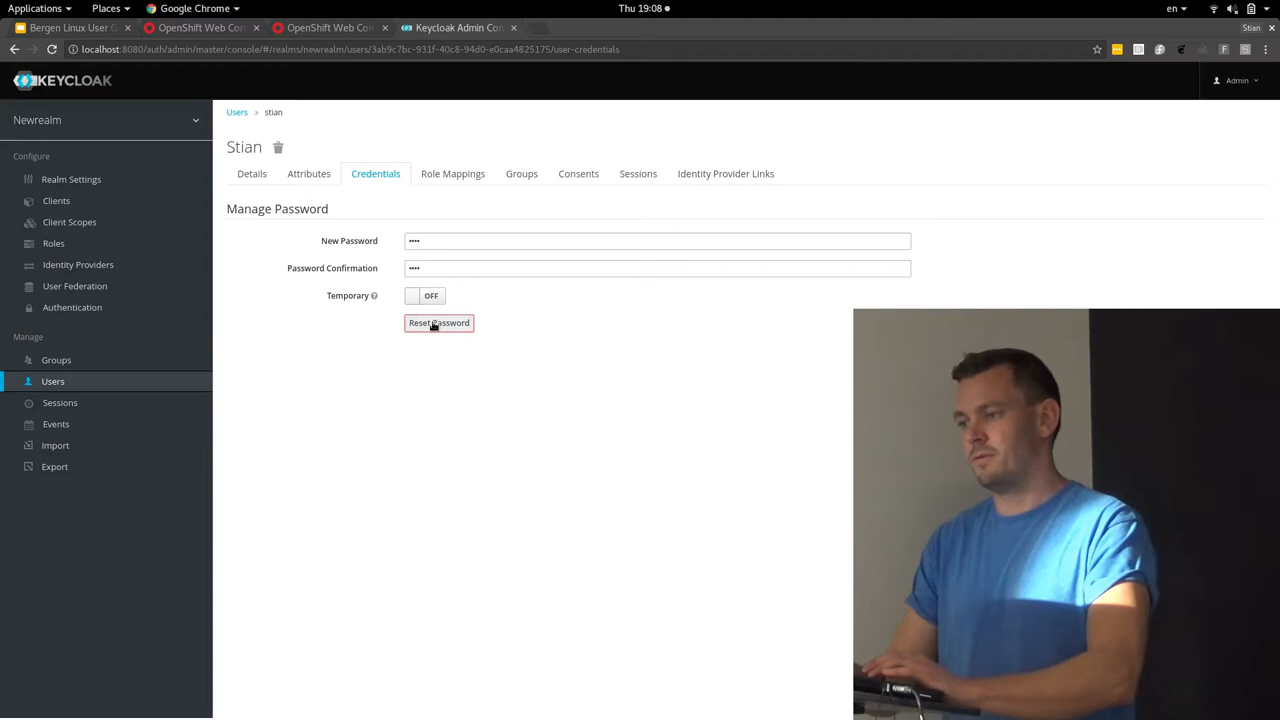 Applications
Places
Google Chrome
Thu 19:08
en
Bergen Linux User G
OpenShift Web Con
OpenShift Web Con
Keycloak Admin Con
Stian
localhost:8080/auth/admin/master/console/#/realms/newrealm/users/3ab9c7bc-931f-40c8-94d0-e0caa4825175/user-credentials
KEYCLOAK
Admin
Newrealm
Configure
Realm Settings
Clients
Client Scopes
Roles
Identity Providers
User Federation
Authentication
Manage
Groups
Users
Sessions
Events
Import
Export
Users » stian
Stian
Details Attributes Credentials Role Mappings Groups Consents Sessions Identity Provider Links
Manage Password
New Password ••••
Password Confirmation ••••
Temporary OFF
Reset Password